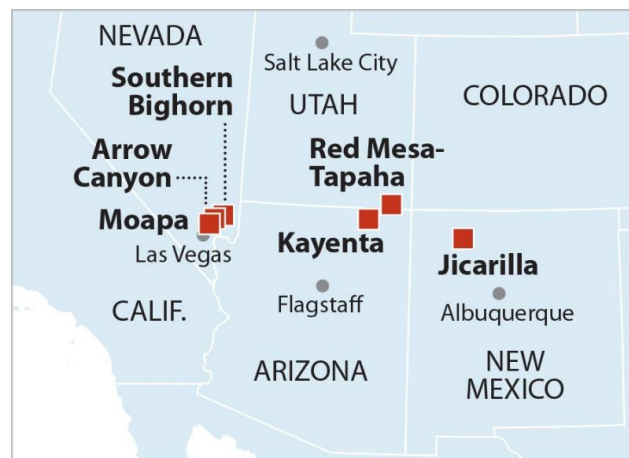 NEVADA
Salt Lake City
Southern
Bighorn
UTAH
COLORADO
Arrow
Canyon
Red Mesa-
Tapaha
Moapa
Las Vegas
Kayenta
Jicarilla
CALIF.
Flagstaff
Albuquerque
ARIZONA
NEW
MEXICO